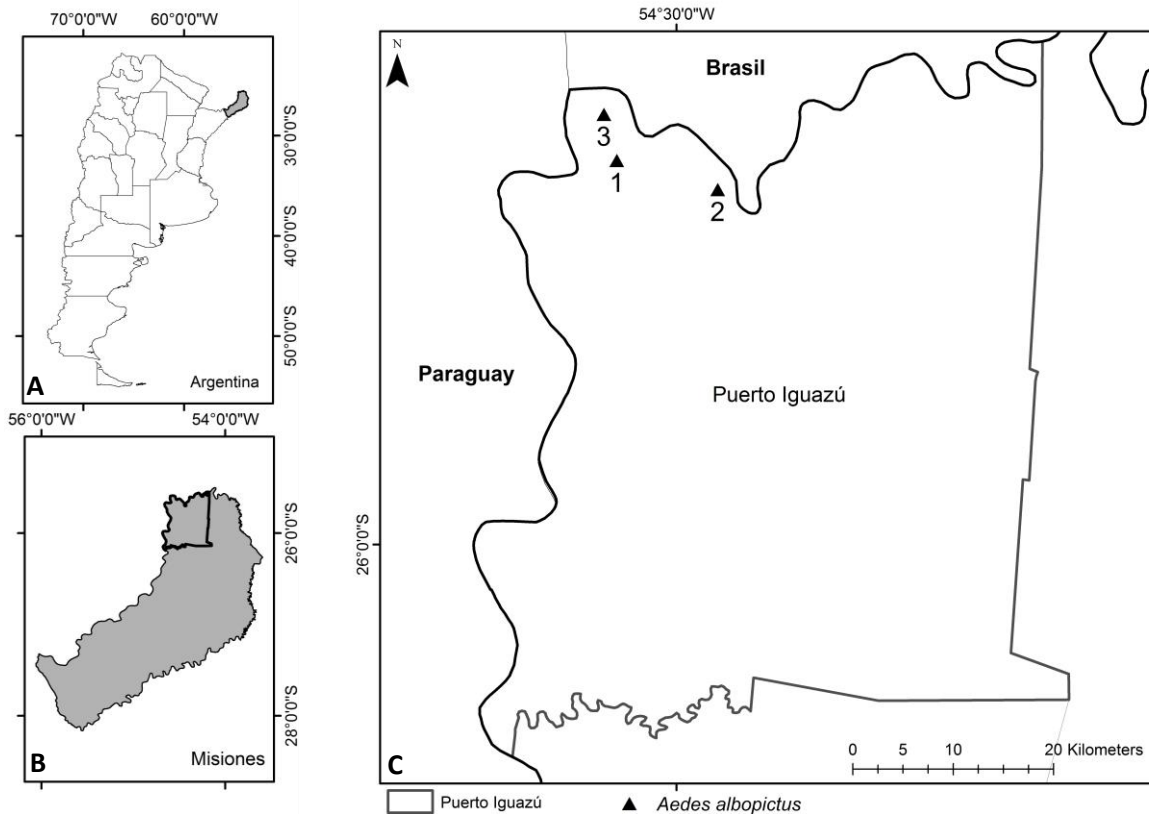 70°0'0"W 60°0'0"W
30°0'0"S
40°0'0"S
50°0'0"S
A
Argentina
56°0'0"W 54°0'0"W
26°0'0"S
28°0'0"S
B
Misiones
54°30'0"W
N
Brasil
3
1
2
Paraguay
Puerto Iguazú
26°0'0"S
0 5 10 20 Kilometers
C
Puerto Iguazú Aedes albopictus